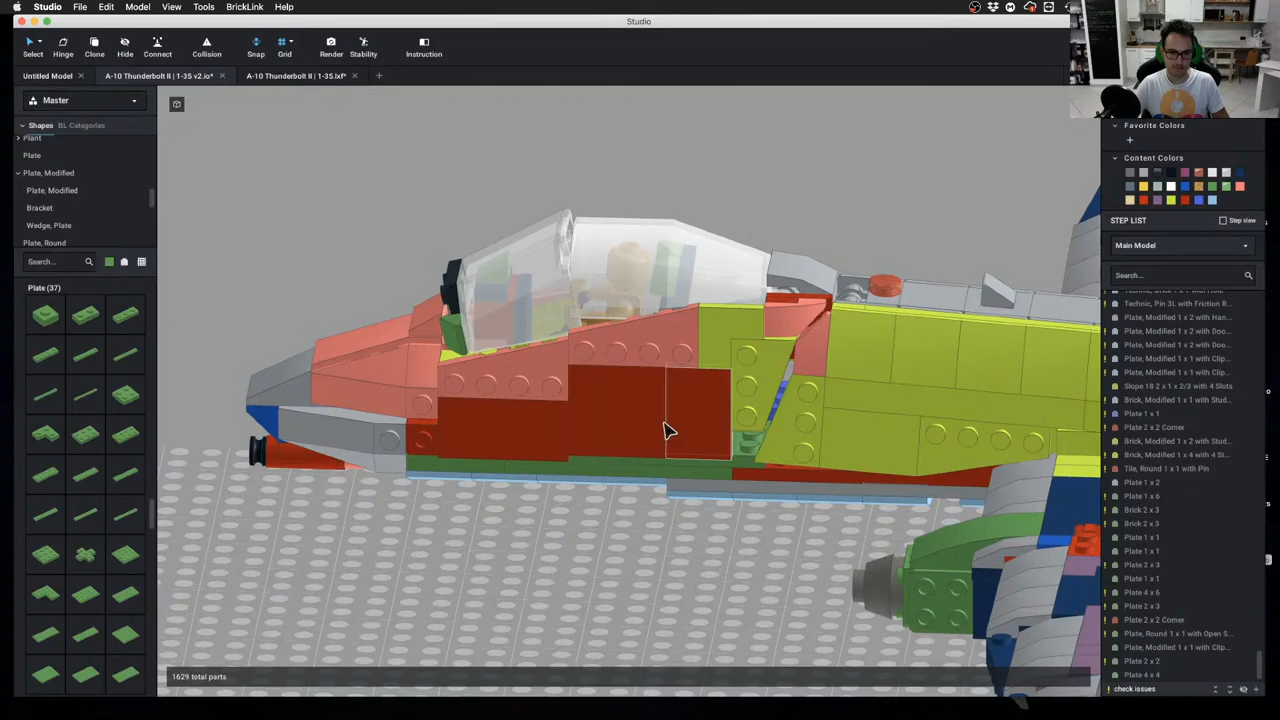 Studio File Edit Model View Tools BrickLink Help
Studio
Select Hinge Clone Hide Connect Collision Snap Grid Render Stability Instruction
Untitled Model A-10 Thunderbolt II | 1-35 v2.io* A-10 Thunderbolt II | 1-35.lxf*
Master
Shapes BL Categories
Plant
Plate
Plate, Modified
Plate, Modified
Bracket
Wedge, Plate
Plate, Round
Search...
Plate (37)
1629 total parts
Favorite Colors
Content Colors
STEP LIST Step view
Main Model
Search...
Technic, Brick 1 x 1 with Hole
Technic, Pin 3L with Friction R...
Plate, Modified 1 x 2 with Han...
Plate, Modified 1 x 2 with Doo...
Plate, Modified 1 x 2 with Doo...
Plate, Modified 1 x 1 with Clip...
Plate, Modified 1 x 1 with Clip...
Slope 18 2 x 1 x 2/3 with 4 Slots
Brick, Modified 1 x 1 with Stud...
Plate 1 x 1
Plate 2 x 2 Corner
Brick, Modified 1 x 2 with Stud...
Brick, Modified 1 x 4 with 4 St...
Tile, Round 1 x 1 with Pin
Plate 1 x 2
Plate 1 x 6
Brick 2 x 3
Brick 2 x 3
Plate 1 x 1
Plate 1 x 1
Plate 2 x 3
Plate 1 x 1
Plate 4 x 6
Plate 2 x 3
Plate 2 x 2 Corner
Plate, Round 1 x 1 with Open S...
Plate, Modified 1 x 1 with Clip...
Plate 2 x 2
Plate 4 x 4
check issues